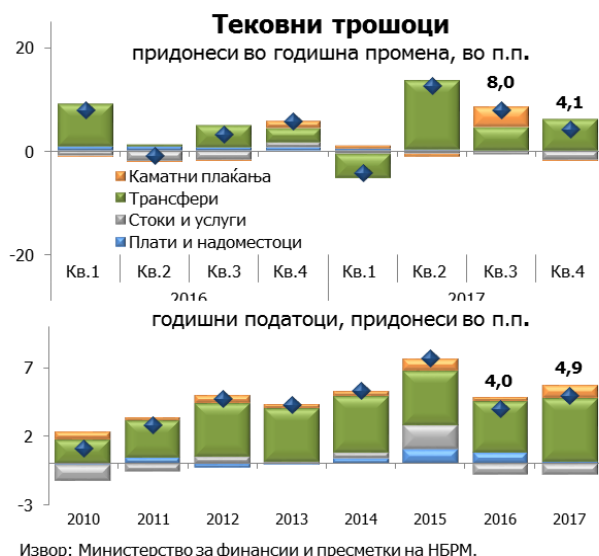 Тековни трошоци
придонеси во годишна промена, во п.п.
20
8,0
4,1
0
Каматни плаќања
Трансфери
Стоки и услуги
Плати и надоместоци
-20
Кв.1 Кв.2 Кв.3 Кв.4 Кв.1 Кв.2 Кв.3 Кв.4
2016 2017
годишни податоци, придонеси во п.п.
7
4,0 4,9
2
-3
2010 2011 2012 2013 2014 2015 2016 2017
Извор: Министерство за финансии и пресметки на НБРМ.